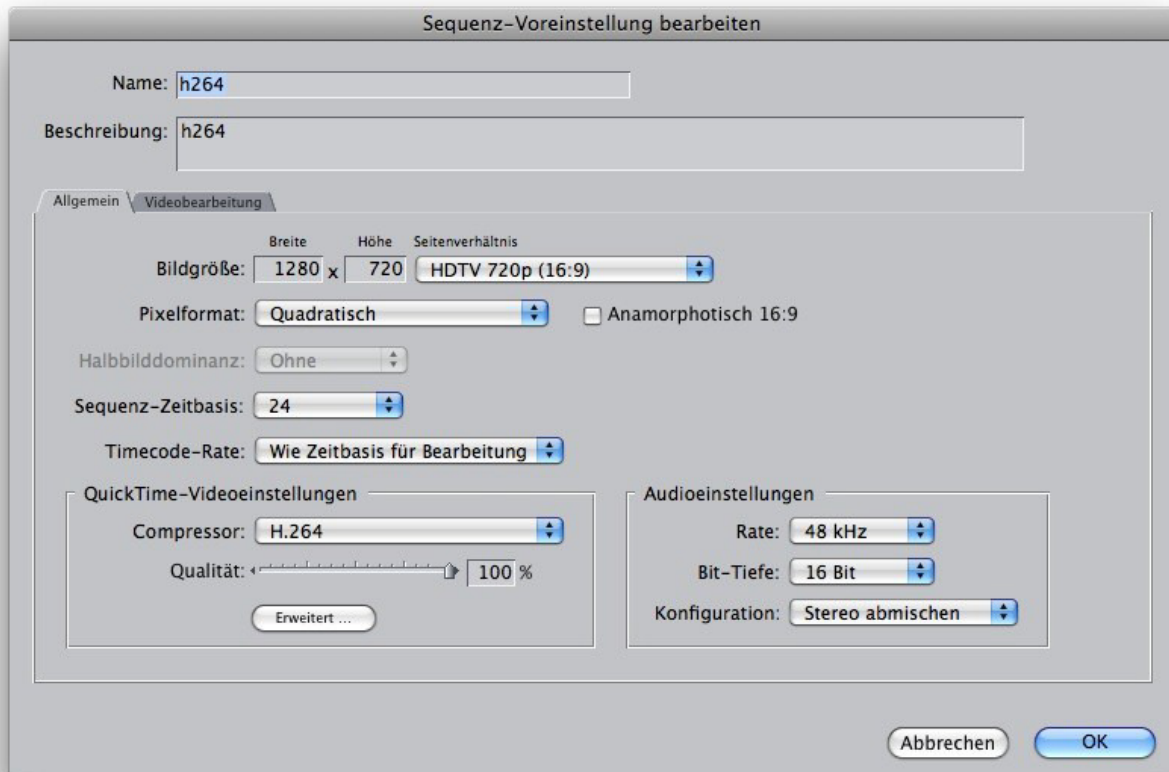 Sequenz-Voreinstellung bearbeiten
Name: h264
Beschreibung: h264
Allgemein Videobearbeitung
Breite Höhe Seitenverhältnis
Bildgröße: 1280 x 720 HDTV 720p (16:9)
Pixelformat: Quadratisch Anamorphotisch 16:9
Halbbilddominanz: Ohne
Sequenz-Zeitbasis: 24
Timecode-Rate: Wie Zeitbasis für Bearbeitung
QuickTime-Videoeinstellungen
Compressor: H.264
Qualität: 100 %
Erweitert ...
Audioeinstellungen
Rate: 48 kHz
Bit-Tiefe: 16 Bit
Konfiguration: Stereo abmischen
Abbrechen OK